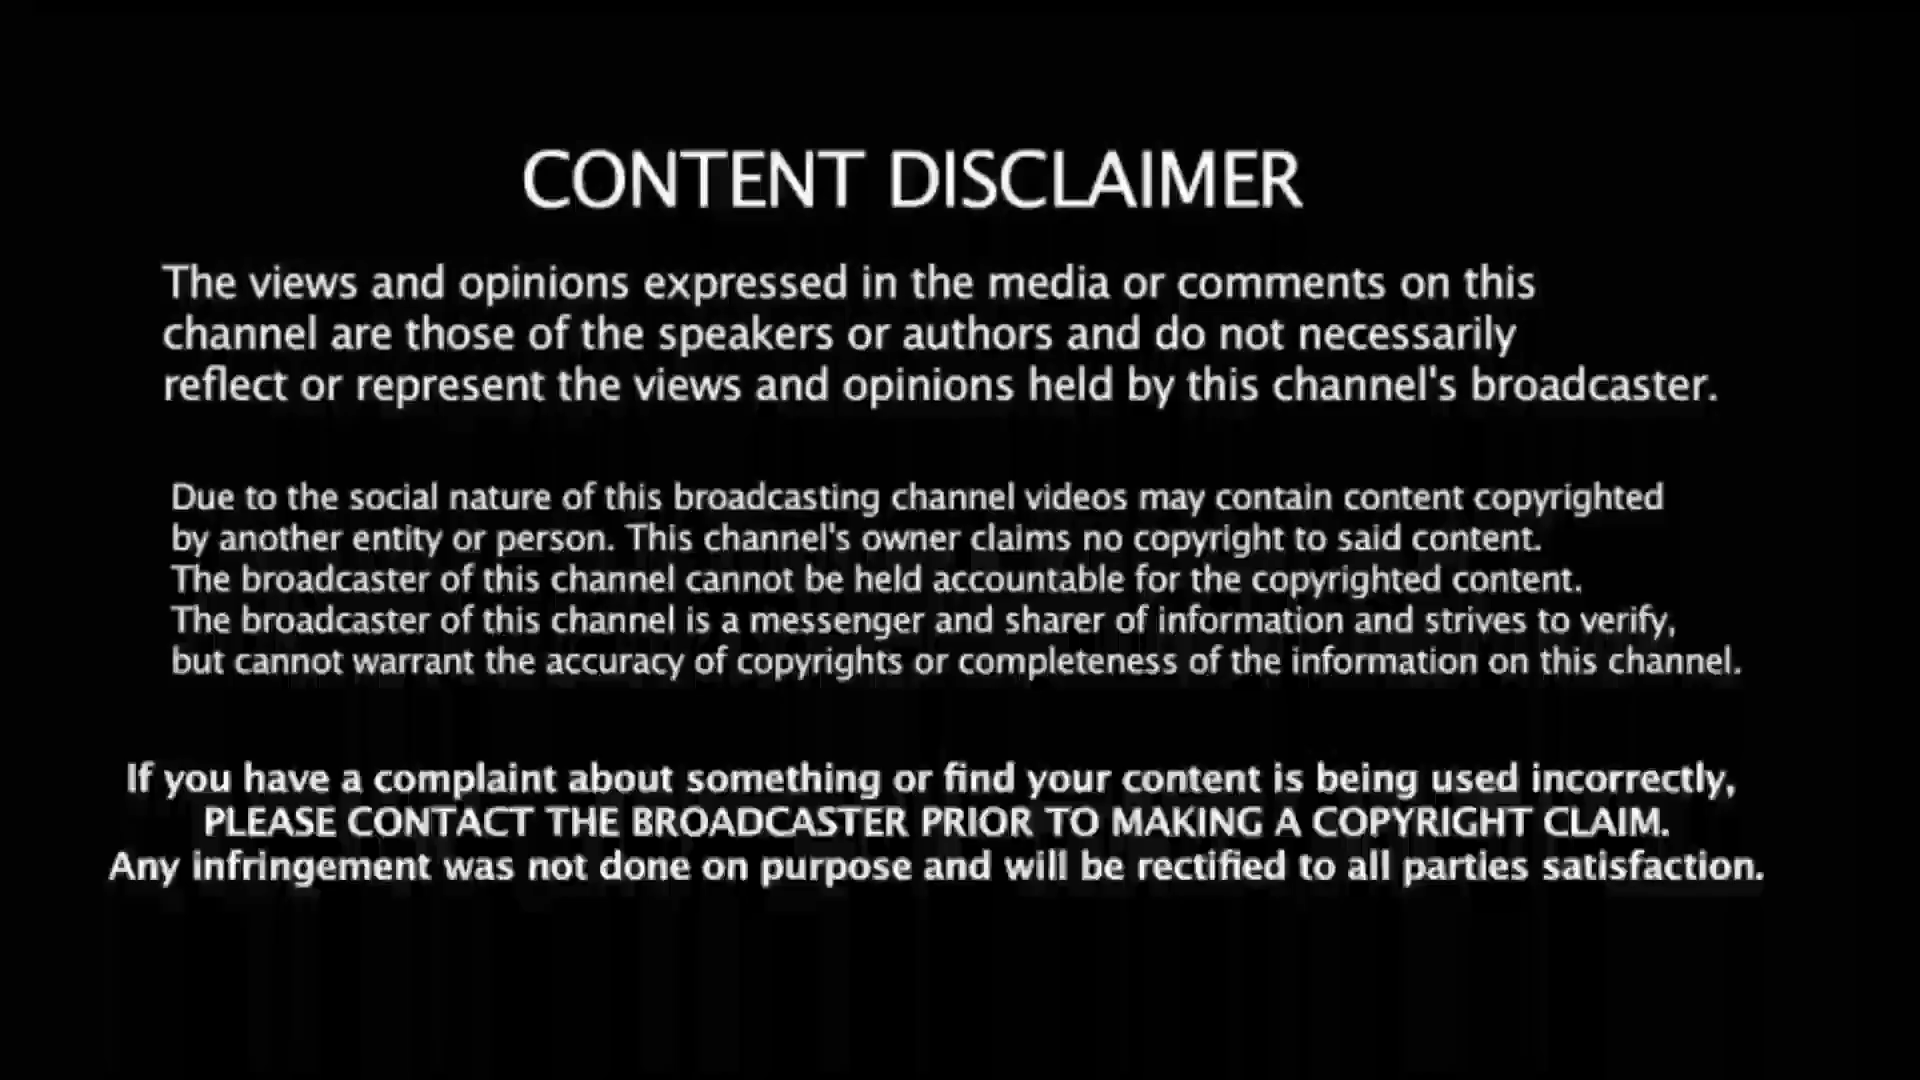 CONTENT DISCLAIMER
The views and opinions expressed in the media or comments on this
channel are those of the speakers or authors and do not necessarily
reflect or represent the views and opinions held by this channel's broadcaster.
Due to the social nature of this broadcasting channel videos may contain content copyrighted
by another entity or person. This channel's owner claims no copyright to said content.
The broadcaster of this channel cannot be held accountable for the copyrighted content.
The broadcaster of this channel is a messenger and sharer of information and strives to verify,
but cannot warrant the accuracy of copyrights or completeness of the information on this channel.
If you have a complaint about something or find your content is being used incorrectly,
PLEASE CONTACT THE BROADCASTER PRIOR TO MAKING A COPYRIGHT CLAIM.
Any infringement was not done on purpose and will be rectified to all parties satisfaction.